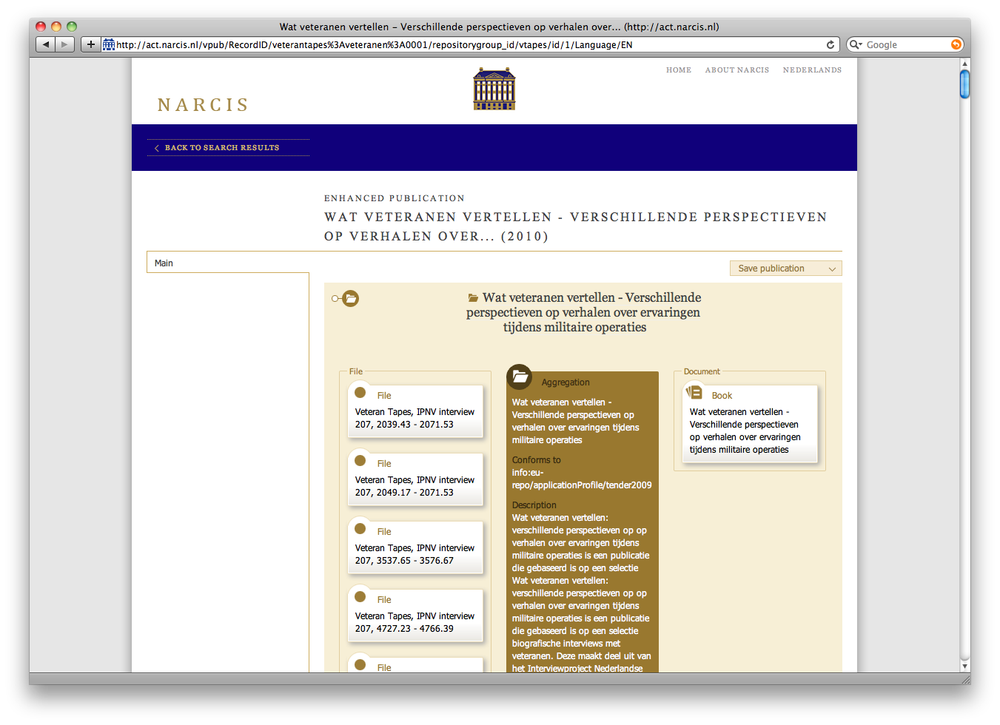 Wat veteranen vertellen – Verschillende perspectieven op verhalen over... (http://act.narcis.nl)
http://act.narcis.nl/vpub/RecordID/veterantapes%3Aveteranen%3A0001/repositorygroup_id/vtapes/id/1/Language/EN
Google
HOME ABOUT NARCIS NEDERLANDS
NARCIS
BACK TO SEARCH RESULTS
ENHANCED PUBLICATION
WAT VETERANEN VERTELLEN - VERSCHILLENDE PERSPECTIEVEN
OP VERHALEN OVER... (2010)
Main
Save publication
Wat veteranen vertellen - Verschillende
perspectieven op verhalen over ervaringen
tijdens militaire operaties
File
File
Veteran Tapes, IPNV interview
207, 2039.43 - 2071.53
File
Veteran Tapes, IPNV interview
207, 2049.17 - 2071.53
File
Veteran Tapes, IPNV interview
207, 3537.65 - 3576.67
File
Veteran Tapes, IPNV interview
207, 4727.23 - 4766.39
File
Aggregation
Wat veteranen vertellen -
Verschillende perspectieven op
verhalen over ervaringen tijdens
militaire operaties
Conforms to
info:eu-
repo/applicationProfile/tender2009
Description
Wat veteranen vertellen:
verschillende perspectieven op op
verhalen over ervaringen tijdens
militaire operaties is een publicatie
die gebaseerd is op een selectie
Wat veteranen vertellen:
verschillende perspectieven op op
verhalen over ervaringen tijdens
militaire operaties is een publicatie
die gebaseerd is op een selectie
biografische interviews met
veteranen. Deze maakt deel uit van
het Interviewproject Nederlandse
Document
Book
Wat veteranen vertellen -
Verschillende perspectieven
op verhalen over ervaringen
tijdens militaire operaties